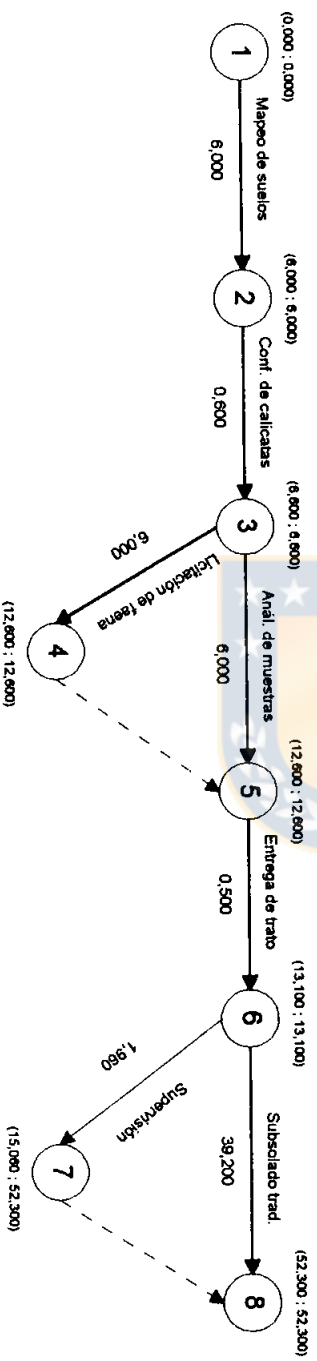 (0,000 ; 0,000)
1
Mapeo de suelos
6,000
(6,000 ; 6,000)
2
Conf. de calicatas
0,600
(6,600 ; 6,600)
3
Anál. de muestras
6,000
Licitación de faena
6,000
4
(12,600 ; 12,600)
(12,600 ; 12,600)
5
Entrega de trato
0,500
(13,100 ; 13,100)
6
Subsolado trad.
39,200
Supervisión
1,960
7
(15,060 ; 52,300)
(52,300 ; 52,300)
8